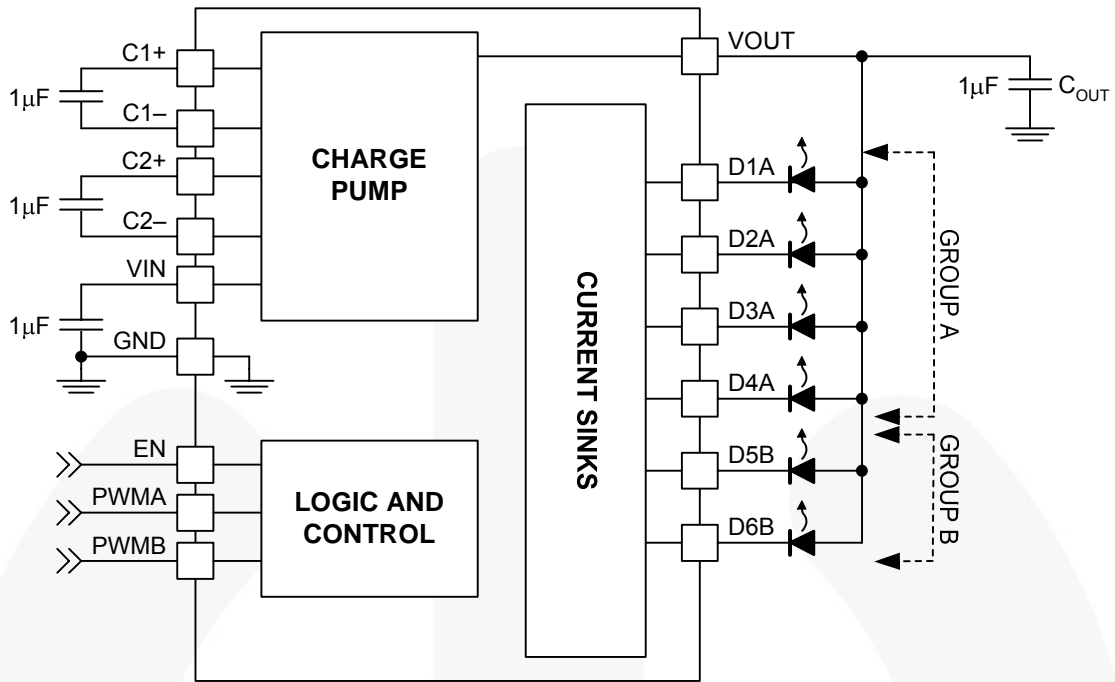 C1+
1μF
C1–
C2+
1μF
C2–
VIN
1μF
GND
EN
PWMA
PWMB
CHARGE
PUMP
LOGIC AND
CONTROL
CURRENT SINKS
VOUT
1μF
COUT
D1A
D2A
D3A
D4A
D5B
D6B
GROUP A
GROUP B